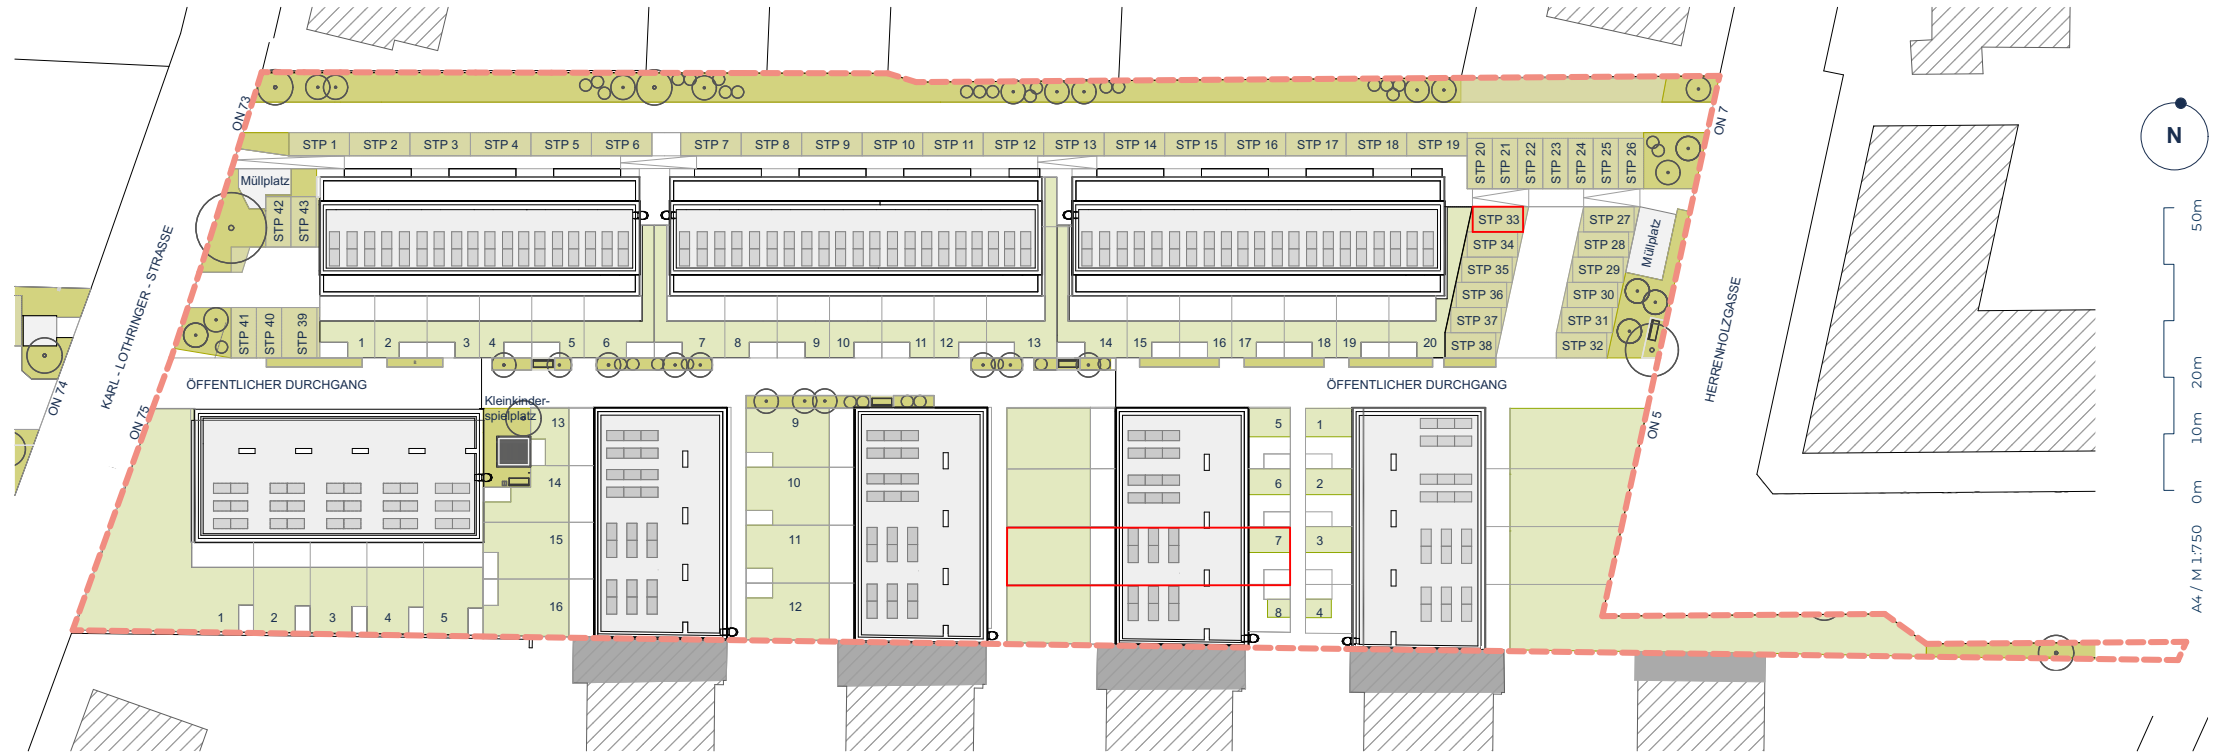 ON 73
ON 7
STP 1 STP 2 STP 3 STP 4 STP 5 STP 6 STP 7 STP 8 STP 9 STP 10 STP 11 STP 12 STP 13 STP 14 STP 15 STP 16 STP 17 STP 18 STP 19 STP 20 STP 21 STP 22 STP 23 STP 24 STP 25 STP 26
N
Müllplatz
STP 42 STP 43
STP 33 STP 27
STP 34 STP 28
STP 35 STP 29
STP 36 STP 30
STP 37 STP 31
STP 38 STP 32
Müllplatz
50m
20m
10m
0m
A4 / M 1:750
KARL - LOTHRINGER - STRASSE
HERRENHOLZGASSE
STP 41 STP 40 STP 39
1 2 3 4 5 6 7 8 9 10 11 12 13 14 15 16 17 18 19 20
ÖFFENTLICHER DURCHGANG
ÖFFENTLICHER DURCHGANG
ON 74
ON 75
ON 5
Kleinkinder-
spielplatz
13 9 5 1
14 10 6 2
15 11 7 3
16 12 8 4
1 2 3 4 5